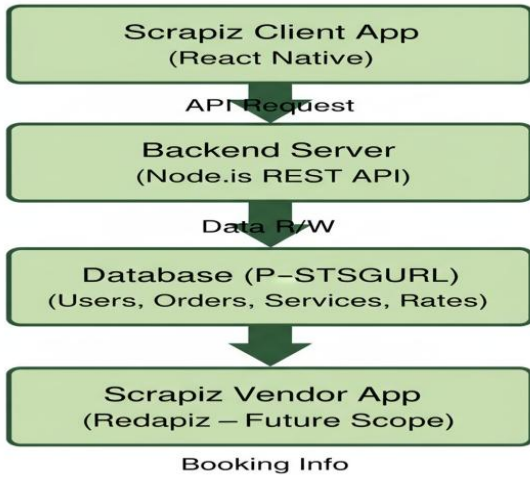 Scrapiz Client App
(React Native)
API Request
Backend Server
(Node.is REST API)
Data R/W
Database (P-STSGURL)
(Users, Orders, Services, Rates)
Scrapiz Vendor App
(Redapiz – Future Scope)
Booking Info